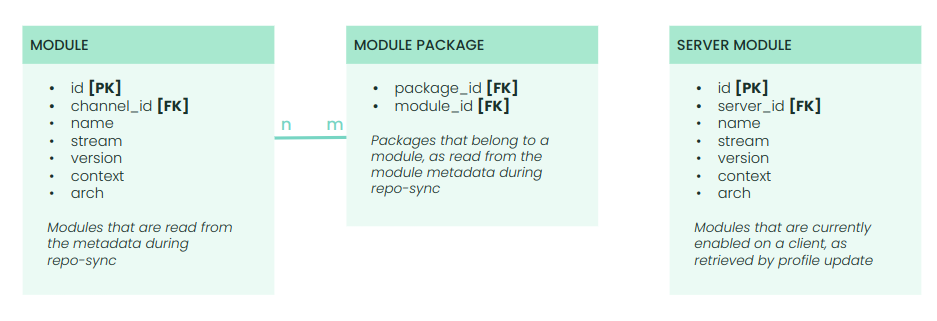 MODULE
• id [PK]
• channel_id [FK]
• name
• stream
• version
• context
• arch
Modules that are read from
the metadata during
repo-sync
n m
MODULE PACKAGE
• package_id [FK]
• module_id [FK]
Packages that belong to a
module, as read from the
module metadata during
repo-sync
SERVER MODULE
• id [PK]
• server_id [FK]
• name
• stream
• version
• context
• arch
Modules that are currently
enabled on a client, as
retrieved by profile update